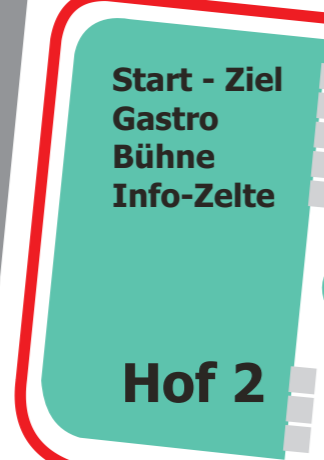 Start - Ziel
Gastro
Bühne
Info-Zelte
Hof 2